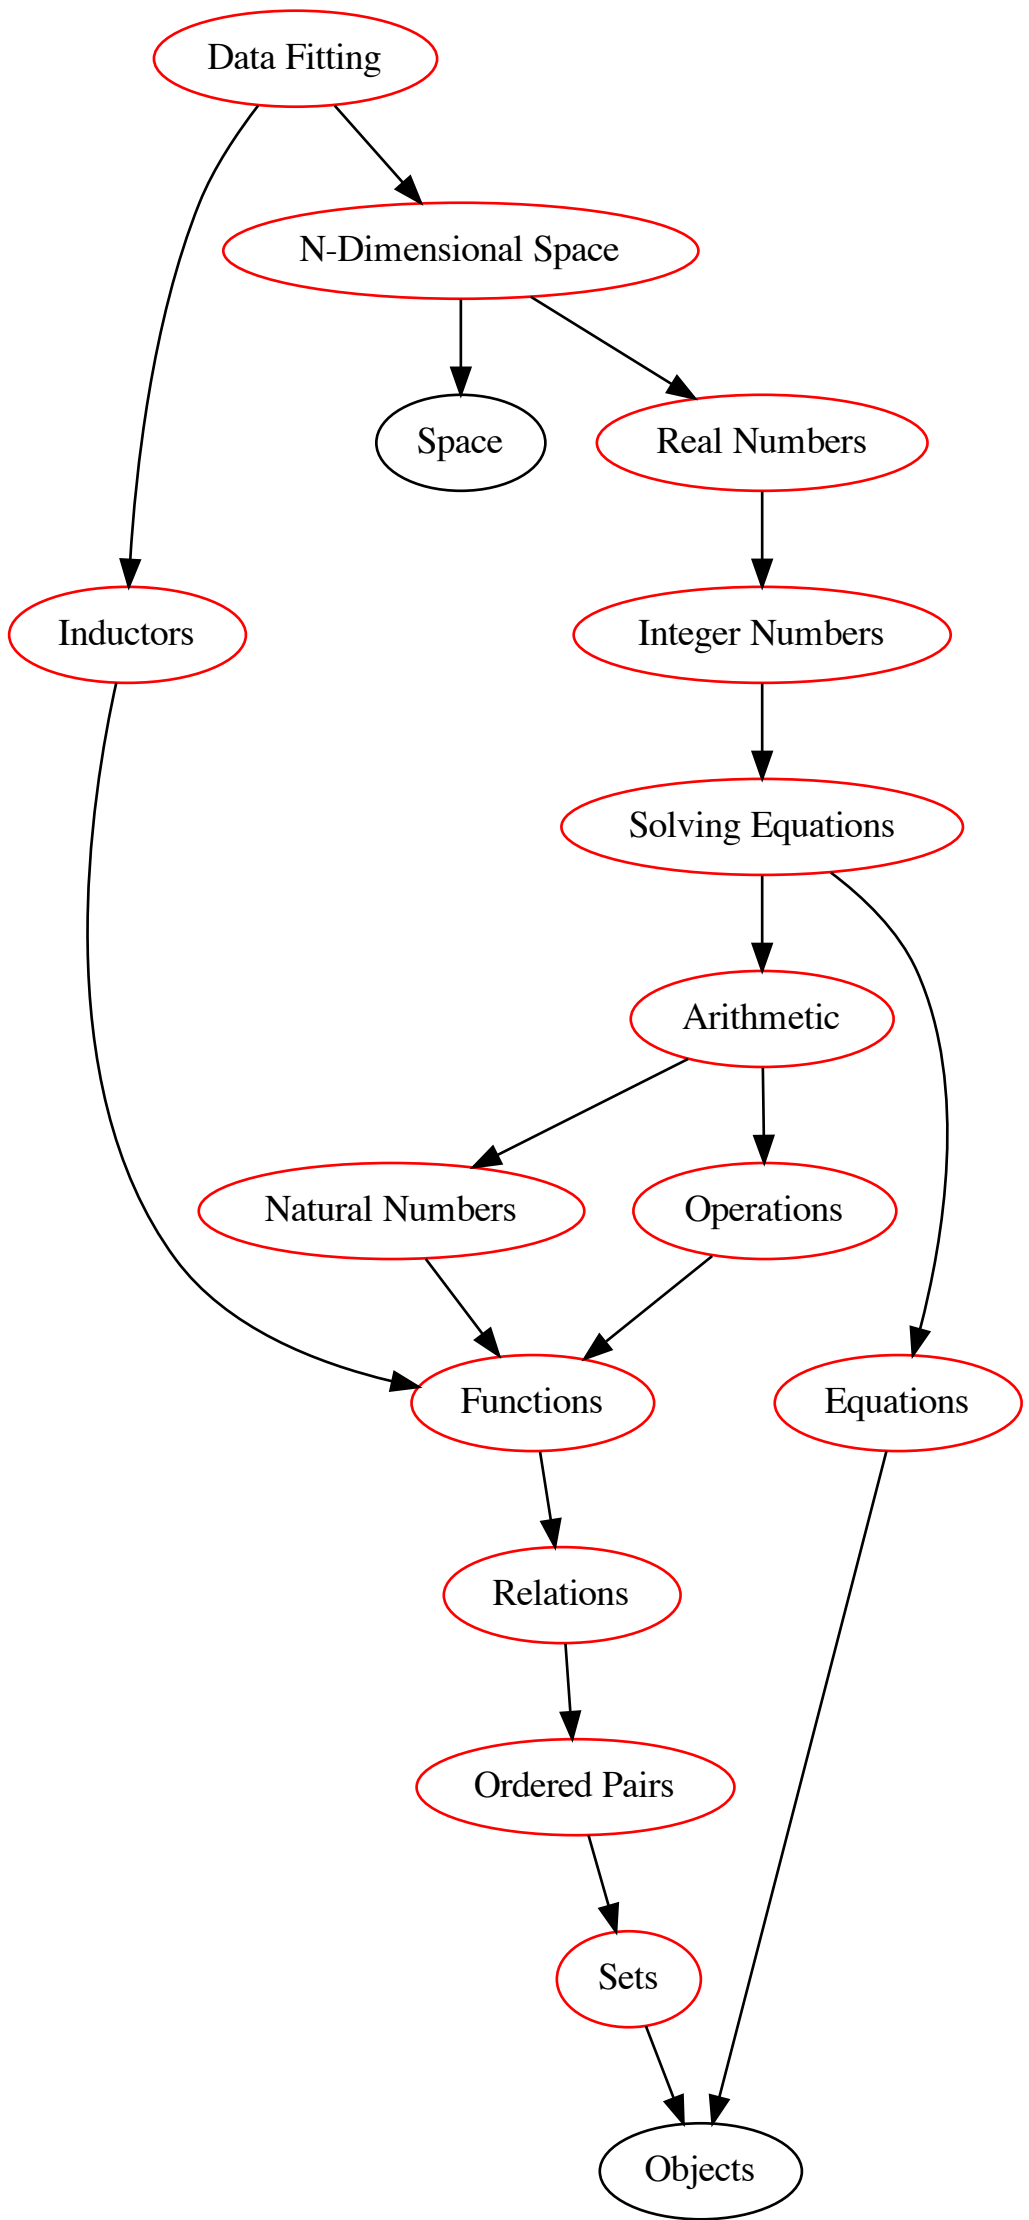 Data Fitting
N-Dimensional Space
Space
Real Numbers
Inductors
Integer Numbers
Solving Equations
Arithmetic
Natural Numbers
Operations
Functions
Equations
Relations
Ordered Pairs
Sets
Objects